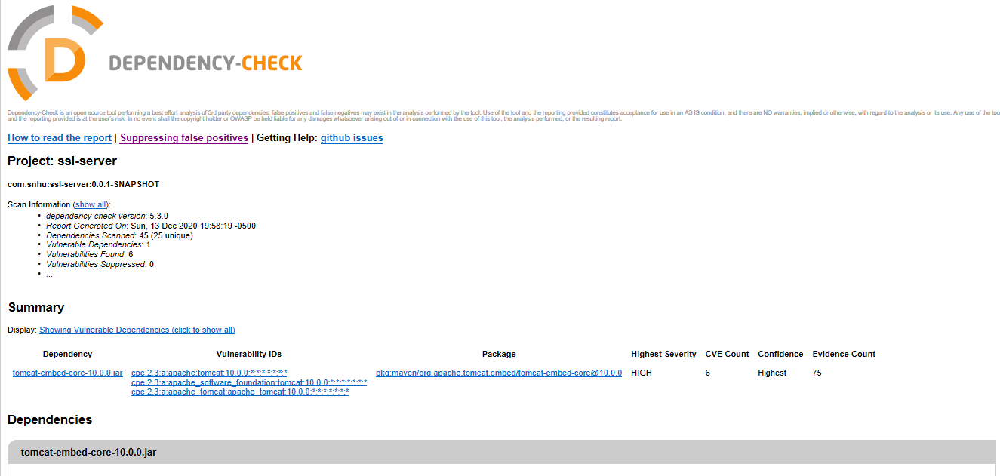 D
DEPENDENCY-CHECK
Dependency-Check is an open source tool performing a best effort analysis of 3rd party dependencies; false positives and false negatives may exist in the analysis performed by the tool. Use of the tool and the reporting provided constitutes acceptance for use in an AS IS condition, and there are NO warranties, implied or otherwise, with regard to the analysis or its use. Any use of the too
and the reporting provided is at the user's risk. In no event shall the copyright holder or OWASP be held liable for any damages whatsoever arising out of or in connection with the use of this tool, the analysis performed, or the resulting report.
How to read the report | Suppressing false positives | Getting Help: github issues
Project: ssl-server
com.snhu:ssl-server:0.0.1-SNAPSHOT
Scan Information (show all):
• dependency-check version: 5.3.0
• Report Generated On: Sun, 13 Dec 2020 19:58:19 -0500
• Dependencies Scanned: 45 (25 unique)
• Vulnerable Dependencies: 1
• Vulnerabilities Found: 6
• Vulnerabilities Suppressed: 0
• ...
Summary
Display: Showing Vulnerable Dependencies (click to show all)
Dependency Vulnerability IDs Package Highest Severity CVE Count Confidence Evidence Count
tomcat-embed-core-10.0.0.jar cpe:2.3:a:apache:tomcat:10.0.0:*:*:*:*:*:*:* pkg:maven/org.apache.tomcat.embed/tomcat-embed-core@10.0.0 HIGH 6 Highest 75
cpe:2.3:a:apache_software_foundation:tomcat:10.0.0:*:*:*:*:*:*:*
cpe:2.3:a:apache_tomcat:apache_tomcat:10.0.0:*:*:*:*:*:*:*
Dependencies
tomcat-embed-core-10.0.0.jar